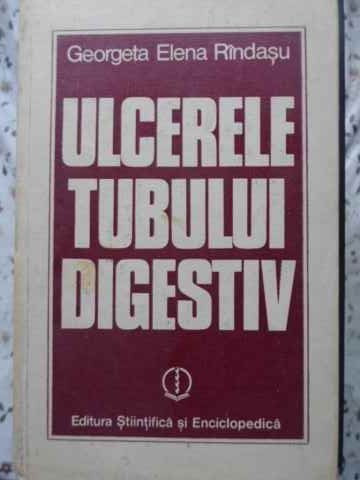 Georgeta Elena Rîndașu
ULCERELE
TUBULUI
DIGESTIV
Editura Științifică și Enciclopedică